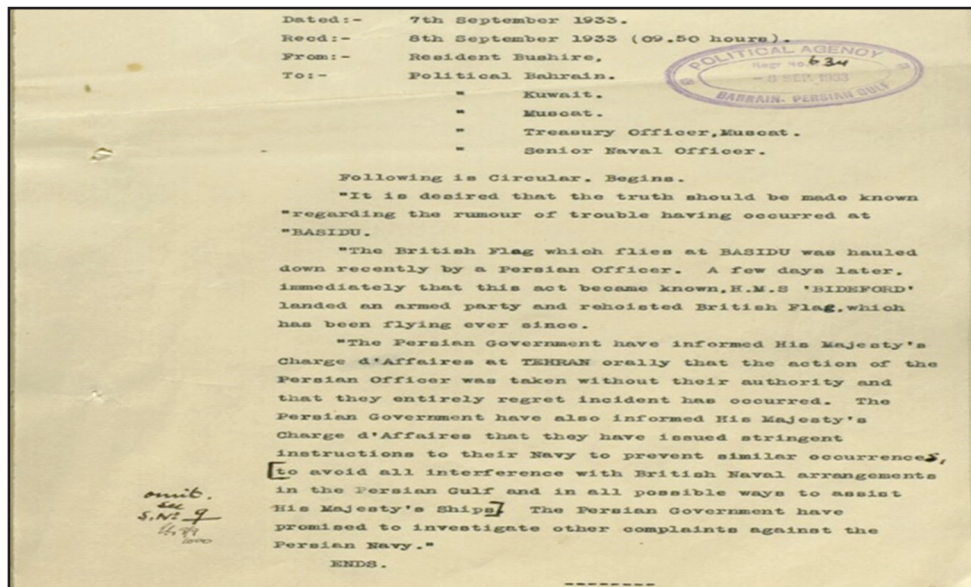 Dated:- 7th September 1933.
Recd:- 8th September 1933 (09.50 hours).
From:- Resident Bushire,
To:- Political Bahrain.
" Kuwait.
" Muscat.
" Treasury Officer,Muscat.
" Senior Naval Officer.
POLITICAL AGENCY
Regr No. 634
- 8 SEP. 1933
BAHRAIN. PERSIAN GULF
Following is Circular. Begins.
"It is desired that the truth should be made known
"regarding the rumour of trouble having occurred at
"BASIDU.
"The British Flag which flies at BASIDU was hauled
down recently by a Persian Officer. A few days later,
immediately that this act became known,H.M.S 'BIDEFORD'
landed an armed party and rehoisted British Flag,which
has been flying ever since.
"The Persian Government have informed His Majesty's
Charge d'Affaires at TEHRAN orally that the action of the
Persian Officer was taken without their authority and
that they entirely regret incident has occurred. The
Persian Government have also informed His Majesty's
Charge d'Affaires that they have issued stringent
instructions to their Navy to prevent similar occurrences,
[to avoid all interference with British Naval arrangements
in the Persian Gulf and in all possible ways to assist
His Majesty's Ships] The Persian Government have
promised to investigate other complaints against the
Persian Navy."
ENDS.
--------
omit.
see
S.No 9